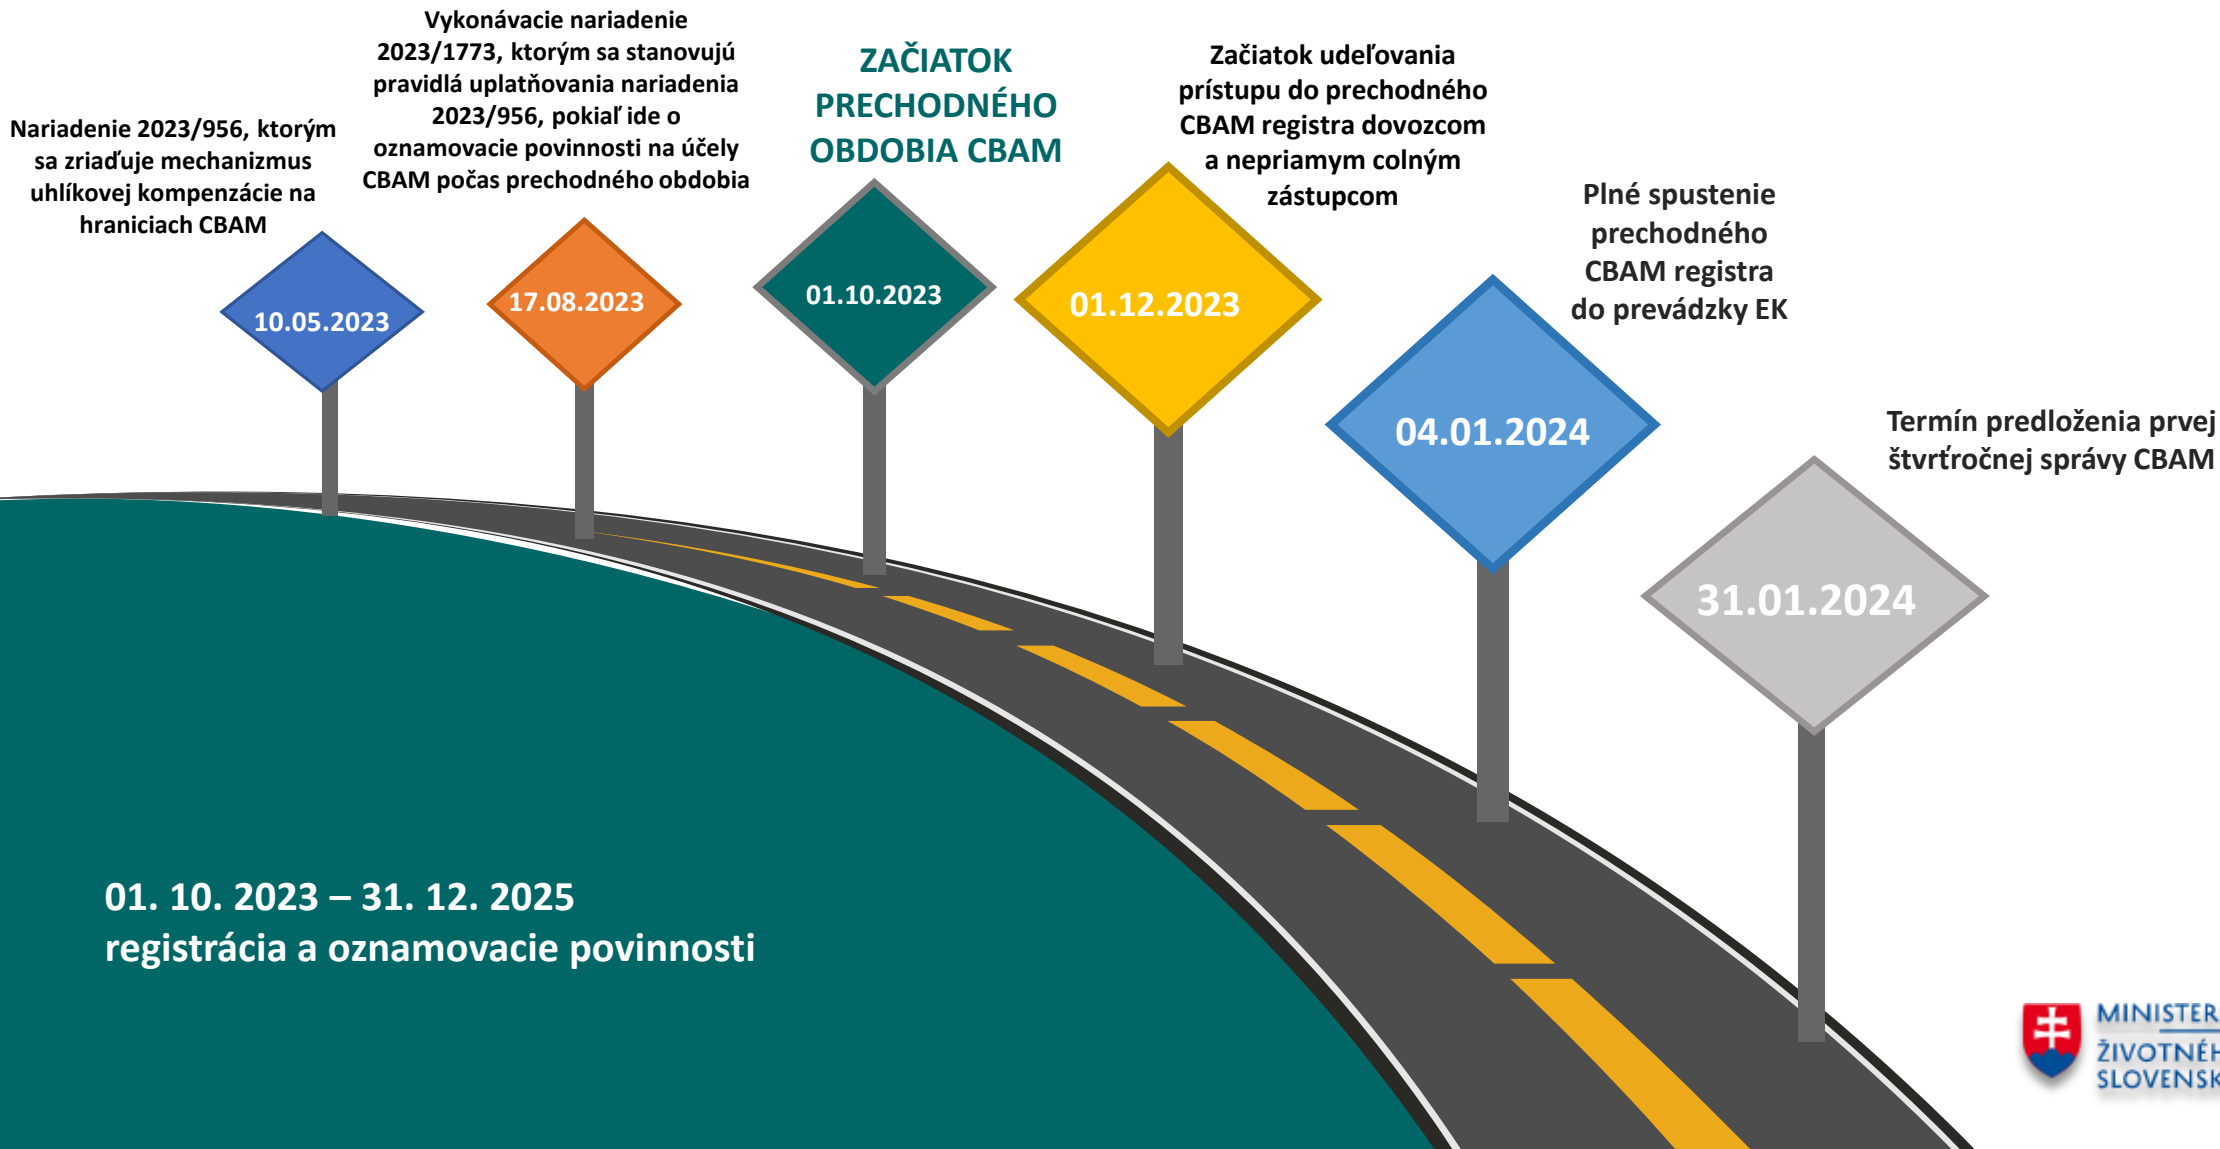 Nariadenie 2023/956, ktorým
sa zriaďuje mechanizmus
uhlíkovej kompenzácie na
hraniciach CBAM
10.05.2023
Vykonávacie nariadenie
2023/1773, ktorým sa stanovujú
pravidlá uplatňovania nariadenia
2023/956, pokiaľ ide o
oznamovacie povinnosti na účely
CBAM počas prechodného obdobia
17.08.2023
ZAČIATOK
PRECHODNÉHO
OBDOBIA CBAM
01.10.2023
Začiatok udeľovania
prístupu do prechodného
CBAM registra dovozcom
a nepriamym colným
zástupcom
01.12.2023
Plné spustenie
prechodného
CBAM registra
do prevádzky EK
04.01.2024
Termín predloženia prvej
štvrťročnej správy CBAM
31.01.2024
01. 10. 2023 – 31. 12. 2025
registrácia a oznamovacie povinnosti